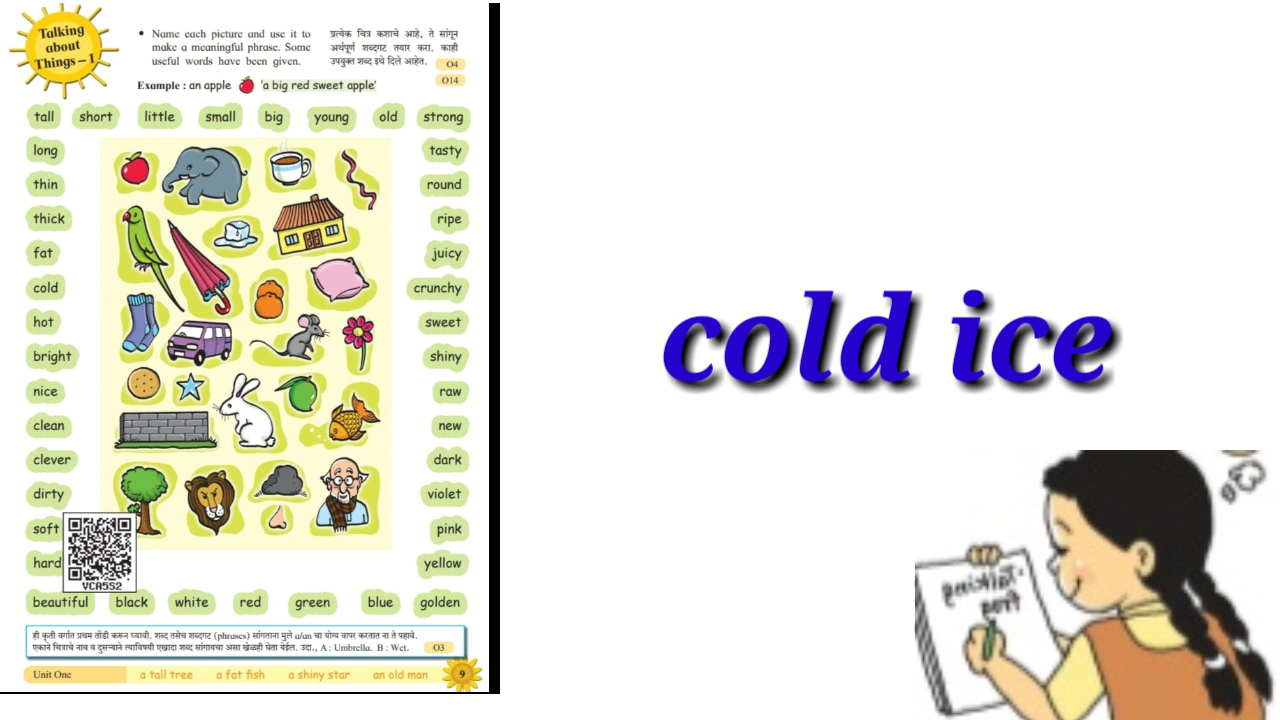 Talking
about
Things – 1
• Name each picture and use it to
make a meaningful phrase. Some
useful words have been given.
प्रत्येक चित्र कशाचे आहे, ते सांगून
अर्थपूर्ण शब्दगट तयार करा. काही
उपयुक्त शब्द इथे दिले आहेत.
O4
O14
Example : an apple 'a big red sweet apple'
tall short little small big young old strong
long tasty
thin round
thick ripe
fat juicy
cold crunchy
hot sweet
bright shiny
nice raw
clean new
clever dark
dirty violet
soft pink
hard yellow
VCA5S2
beautiful black white red green blue golden
ही कृती वर्गात प्रथम तोंडी करून घ्यावी. शब्द तसेच शब्दगट (phrases) सांगताना मुले a/an चा योग्य वापर करतात ना ते पहावे.
एकाने चित्राचे नाव व दुसऱ्याने त्याविषयी एखादा शब्द सांगायचा असा खेळही घेता येईल. उदा., A : Umbrella. B : Wet.
O3
Unit One a tall tree a fat fish a shiny star an old man 9
cold ice